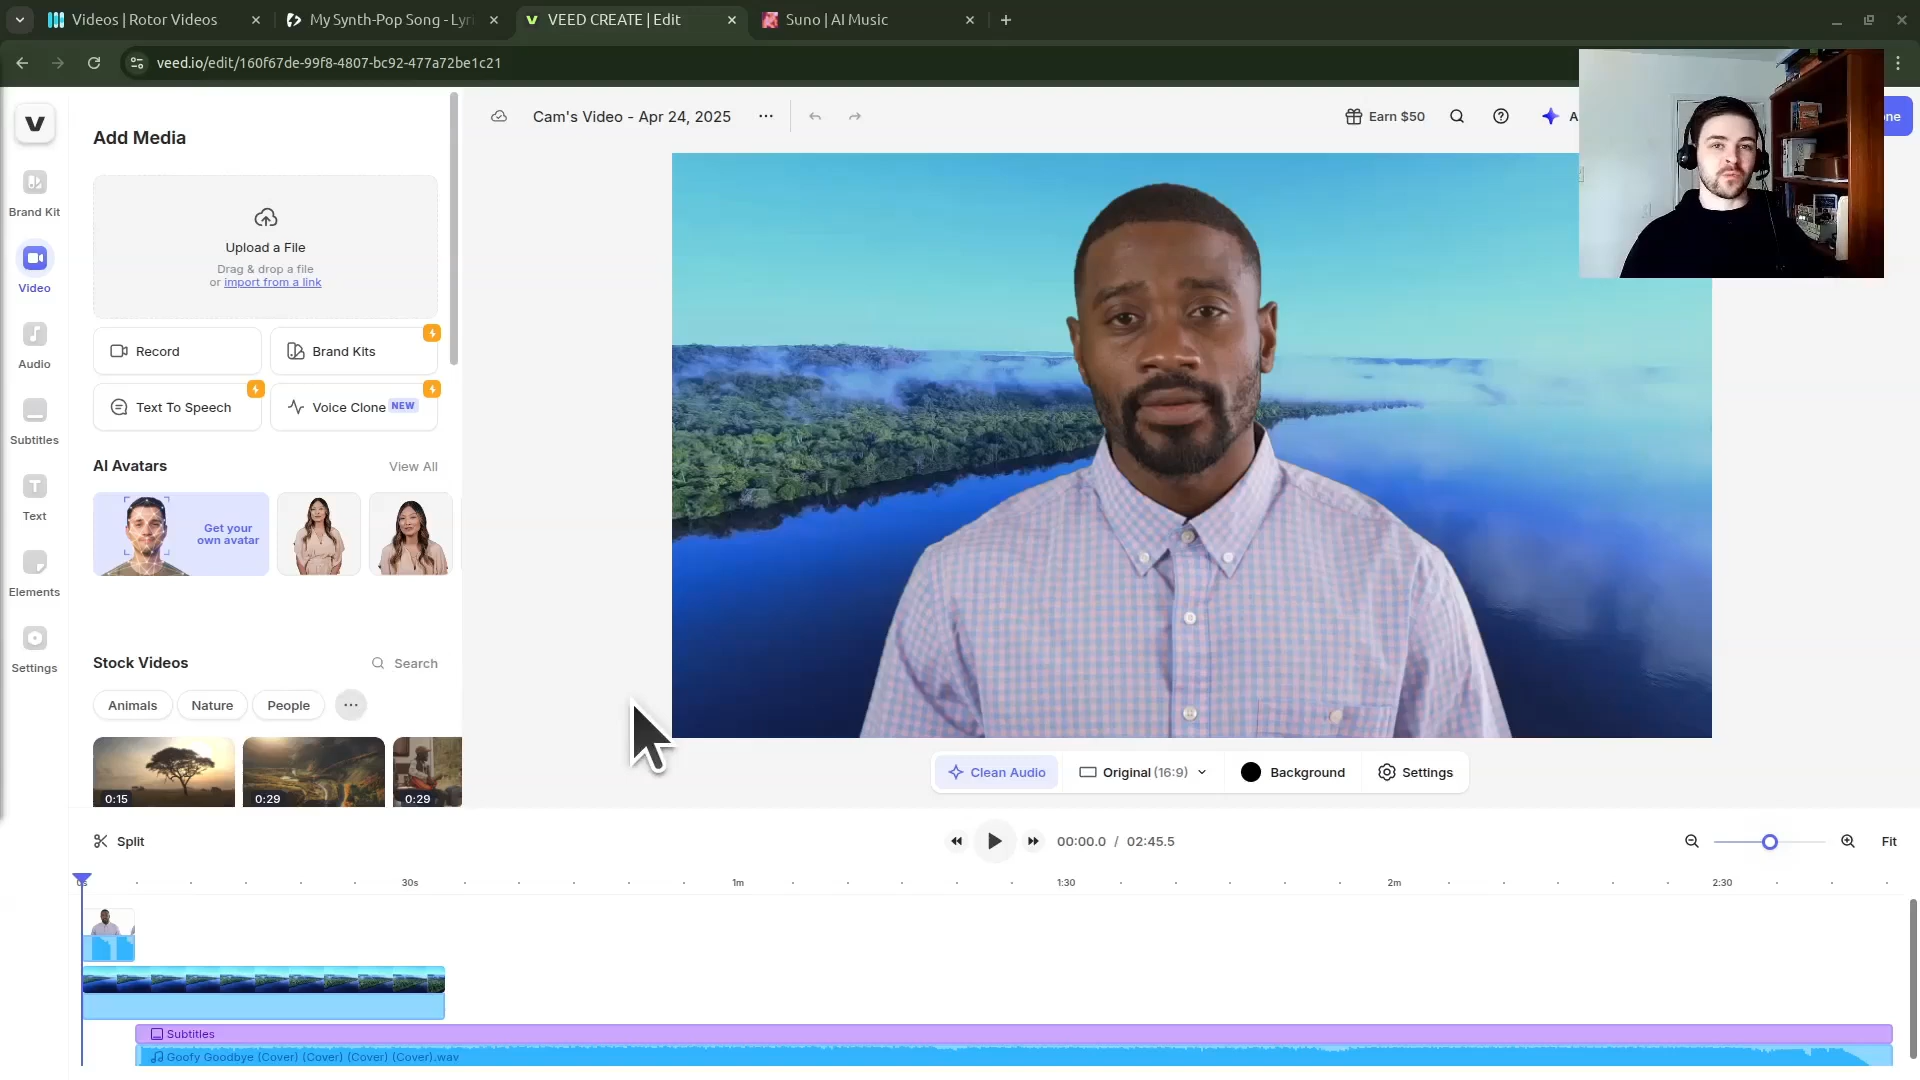 Videos | Rotor Videos
My Synth-Pop Song - Lyri
VEED CREATE | Edit
Suno | AI Music
veed.io/edit/160f67de-99f8-4807-bc92-477a72be1c21
Brand Kit
Video
Audio
Subtitles
Text
Elements
Settings
Add Media
Upload a File
Drag & drop a file
or import from a link
Record
Brand Kits
Text To Speech
Voice Clone NEW
AI Avatars
View All
Get your
own avatar
Stock Videos
Search
Animals
Nature
People
0:15
0:29
0:29
Cam's Video - Apr 24, 2025
Earn $50
A
one
Clean Audio
Original (16:9)
Background
Settings
Split
00:00.0 / 02:45.5
Fit
0s
30s
1m
1:30
2m
2:30
Subtitles
Goofy Goodbye (Cover) (Cover) (Cover) (Cover).wav